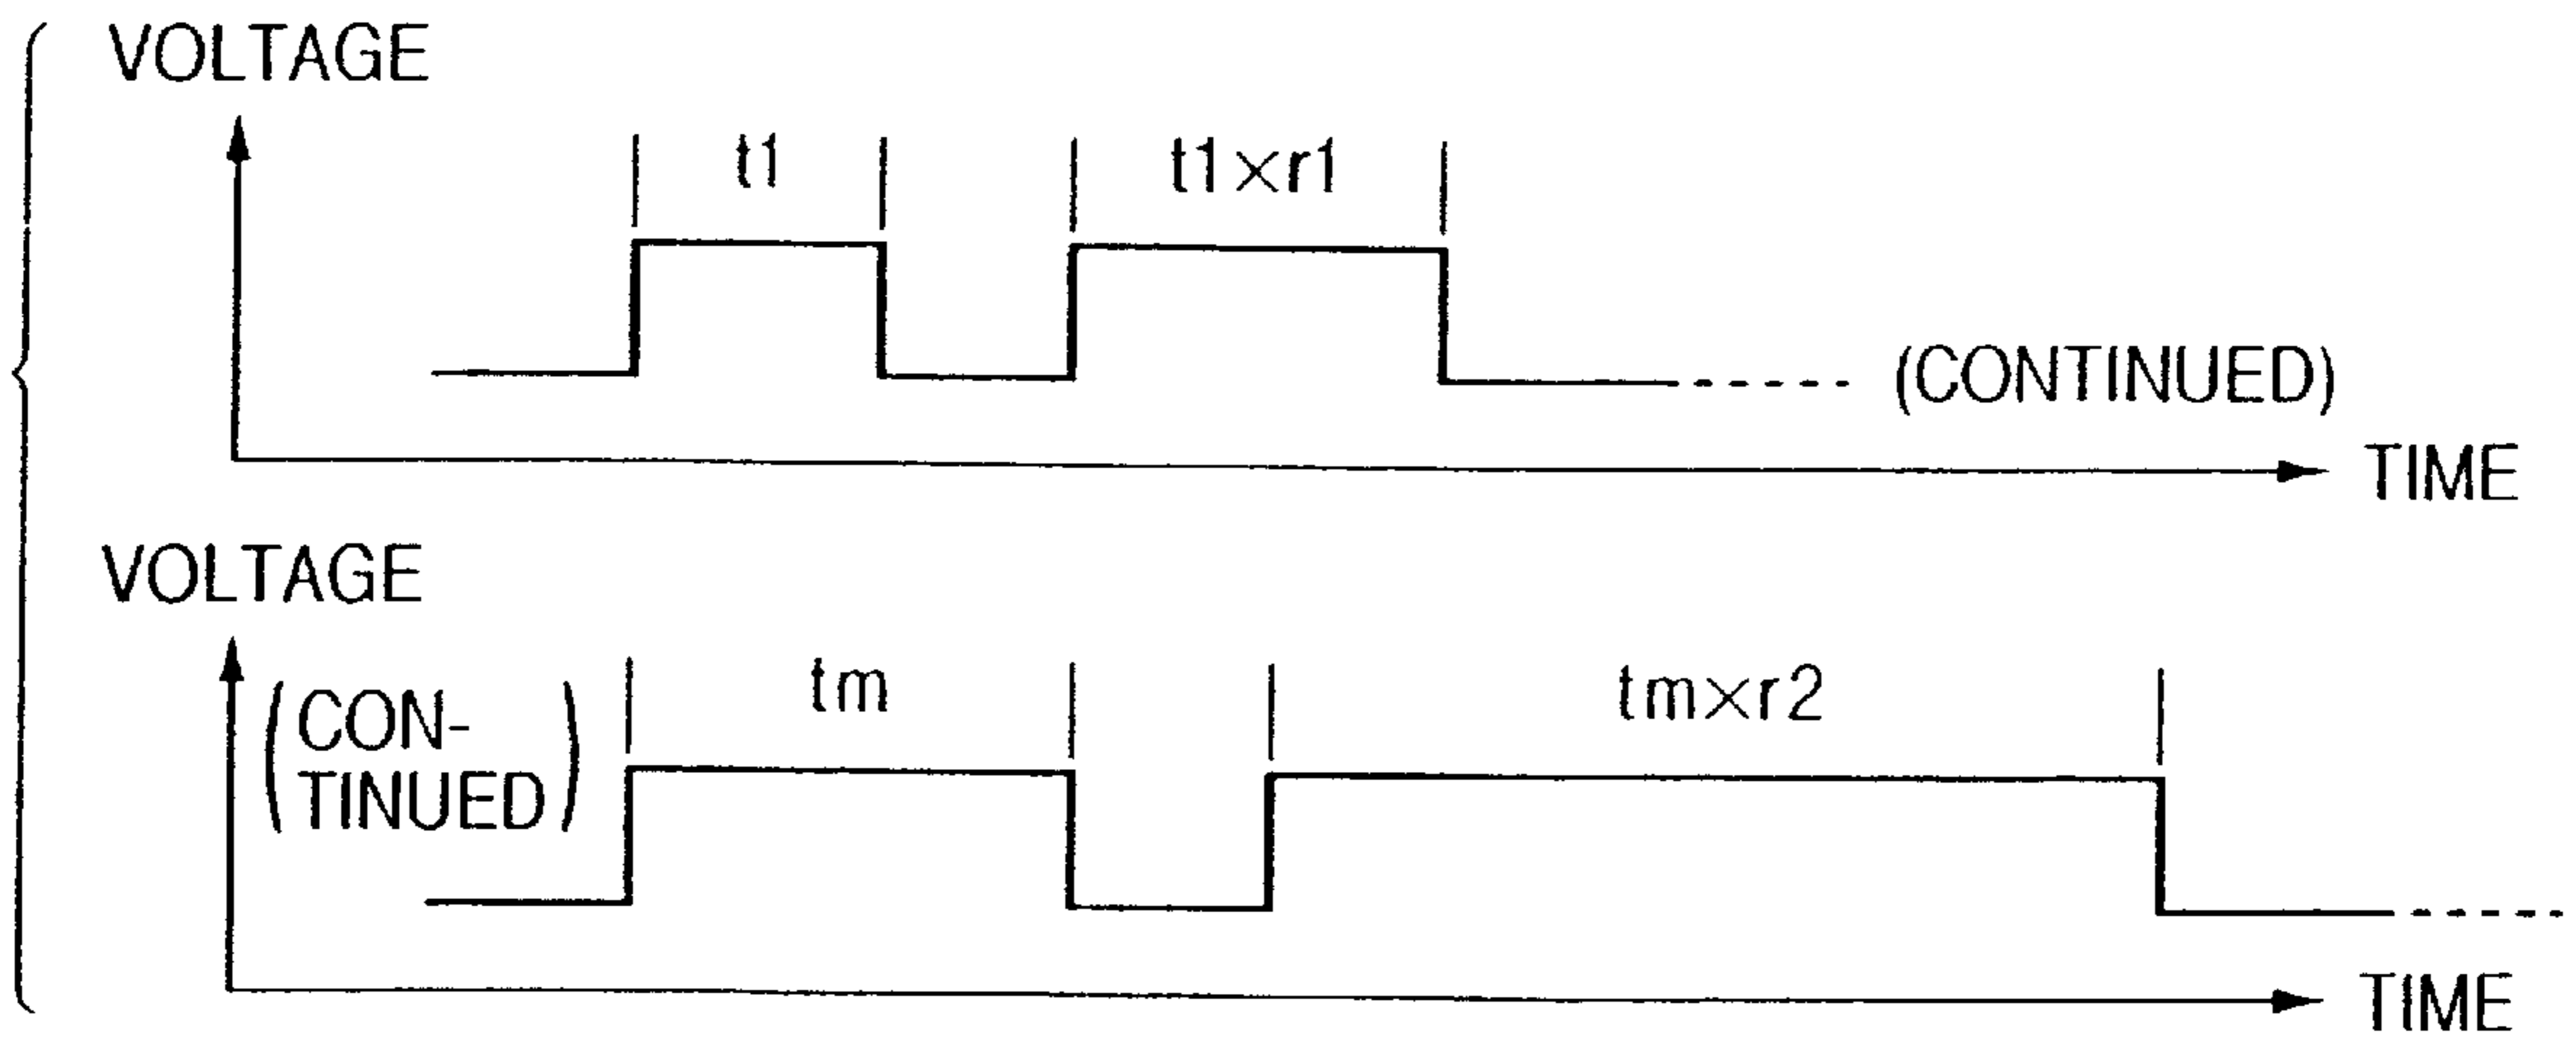 VOLTAGE
t1
t1×r1
(CONTINUED)
TIME
VOLTAGE
(CON-
TINUED)
tm
tm×r2
TIME